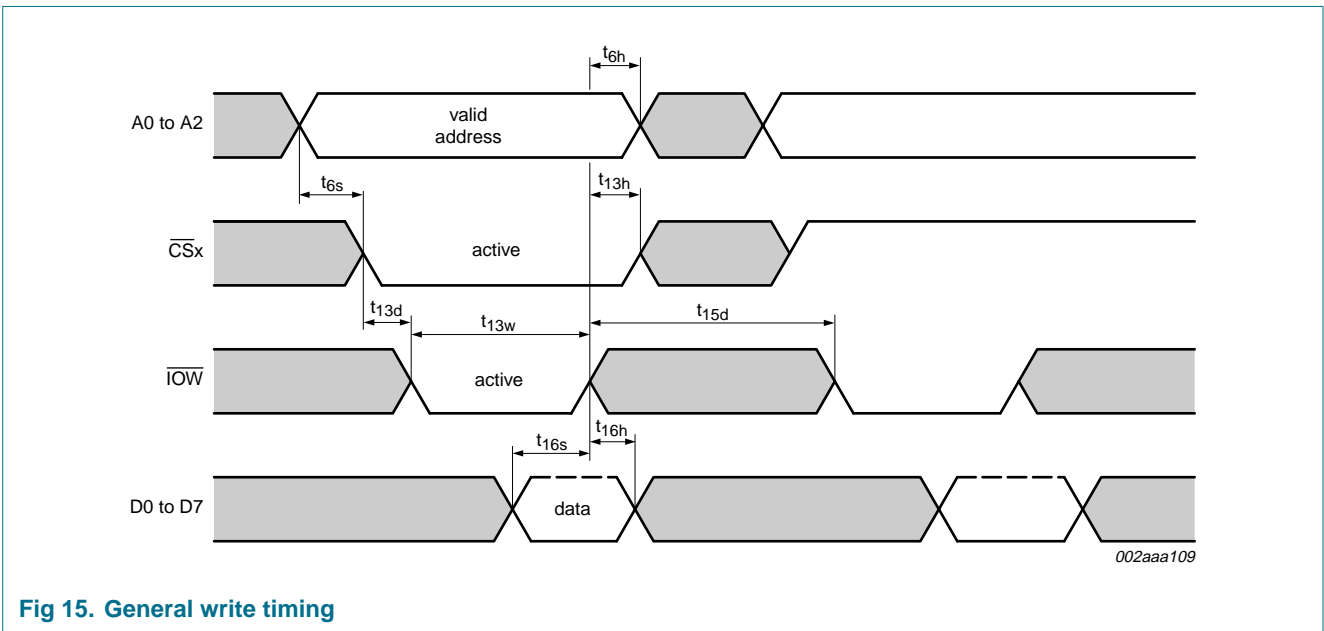 t6h
A0 to A2
valid
address
t6s
t13h
CSx
active
t13d
t13w
t15d
IOW
active
t16s
t16h
D0 to D7
data
002aaa109
Fig 15. General write timing